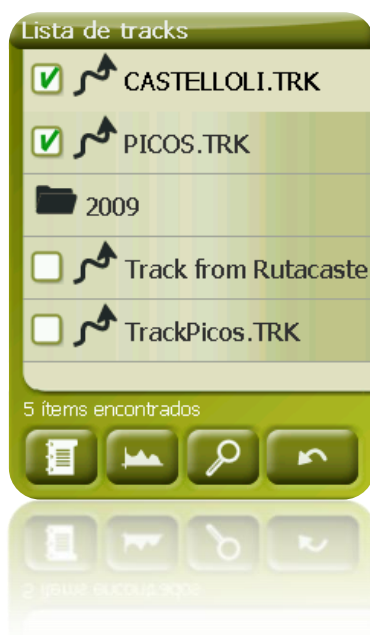 Lista de tracks
CASTELLOLI.TRK
PICOS.TRK
2009
Track from Rutacaste
TrackPicos.TRK
5 ítems encontrados